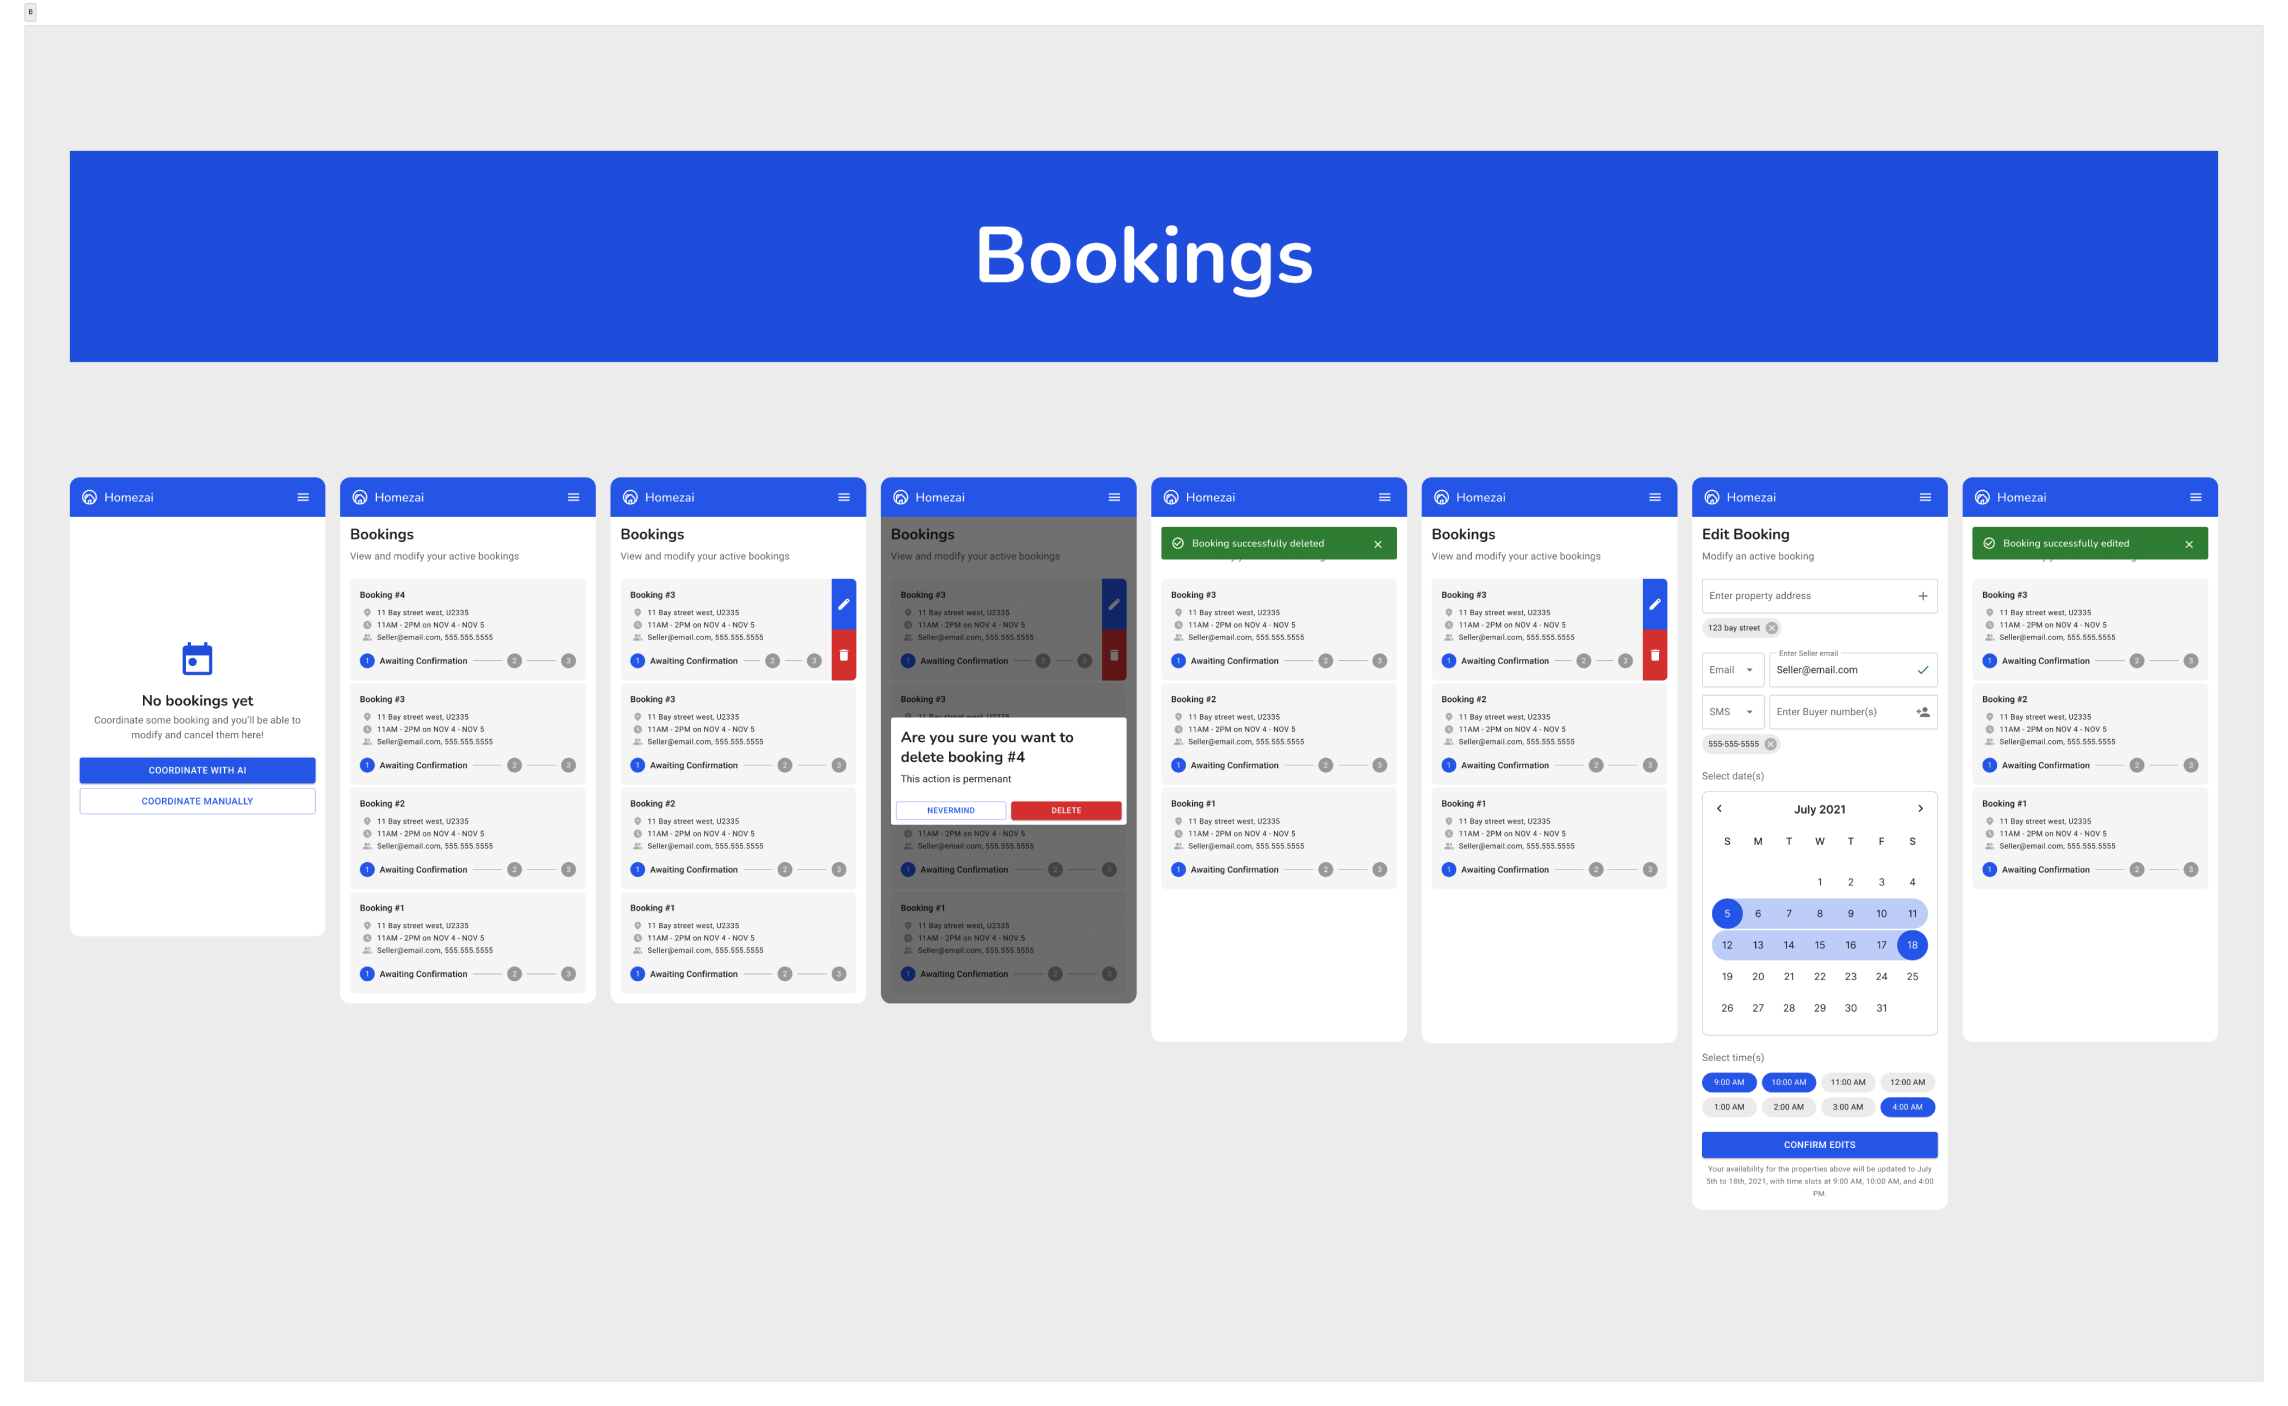 B
Bookings
Homezai
No bookings yet
Coordinate some booking and you'll be able to
modify and cancel them here!
COORDINATE WITH AI
COORDINATE MANUALLY
Homezai
Bookings
View and modify your active bookings
Booking #4
11 Bay street west, U2335
11AM - 2PM on NOV 4 - NOV 5
Seller@email.com, 555.555.5555
1 Awaiting Confirmation 2 3
Booking #3
11 Bay street west, U2335
11AM - 2PM on NOV 4 - NOV 5
Seller@email.com, 555.555.5555
1 Awaiting Confirmation 2 3
Booking #2
11 Bay street west, U2335
11AM - 2PM on NOV 4 - NOV 5
Seller@email.com, 555.555.5555
1 Awaiting Confirmation 2 3
Booking #1
11 Bay street west, U2335
11AM - 2PM on NOV 4 - NOV 5
Seller@email.com, 555.555.5555
1 Awaiting Confirmation 2 3
Homezai
Bookings
View and modify your active bookings
Booking #3
11 Bay street west, U2335
11AM - 2PM on NOV 4 - NOV 5
Seller@email.com, 555.555.5555
1 Awaiting Confirmation 2 3
Booking #3
11 Bay street west, U2335
11AM - 2PM on NOV 4 - NOV 5
Seller@email.com, 555.555.5555
1 Awaiting Confirmation 2 3
Booking #2
11 Bay street west, U2335
11AM - 2PM on NOV 4 - NOV 5
Seller@email.com, 555.555.5555
1 Awaiting Confirmation 2 3
Booking #1
11 Bay street west, U2335
11AM - 2PM on NOV 4 - NOV 5
Seller@email.com, 555.555.5555
1 Awaiting Confirmation 2 3
Homezai
Bookings
View and modify your active bookings
Booking #3
11 Bay street west, U2335
11AM - 2PM on NOV 4 - NOV 5
Seller@email.com, 555.555.5555
1 Awaiting Confirmation 2 3
Booking #3
Are you sure you want to
delete booking #4
This action is permenant
NEVERMIND
DELETE
11AM - 2PM on NOV 4 - NOV 5
Seller@email.com, 555.555.5555
1 Awaiting Confirmation 2 3
Booking #1
11 Bay street west, U2335
11AM - 2PM on NOV 4 - NOV 5
Seller@email.com, 555.555.5555
1 Awaiting Confirmation 2 3
Homezai
Booking successfully deleted
Booking #3
11 Bay street west, U2335
11AM - 2PM on NOV 4 - NOV 5
Seller@email.com, 555.555.5555
1 Awaiting Confirmation 2 3
Booking #2
11 Bay street west, U2335
11AM - 2PM on NOV 4 - NOV 5
Seller@email.com, 555.555.5555
1 Awaiting Confirmation 2 3
Booking #1
11 Bay street west, U2335
11AM - 2PM on NOV 4 - NOV 5
Seller@email.com, 555.555.5555
1 Awaiting Confirmation 2 3
Homezai
Bookings
View and modify your active bookings
Booking #3
11 Bay street west, U2335
11AM - 2PM on NOV 4 - NOV 5
Seller@email.com, 555.555.5555
1 Awaiting Confirmation 2 3
Booking #2
11 Bay street west, U2335
11AM - 2PM on NOV 4 - NOV 5
Seller@email.com, 555.555.5555
1 Awaiting Confirmation 2 3
Booking #1
11 Bay street west, U2335
11AM - 2PM on NOV 4 - NOV 5
Seller@email.com, 555.555.5555
1 Awaiting Confirmation 2 3
Homezai
Edit Booking
Modify an active booking
Enter property address
123 bay street
Email
Enter Seller email
Seller@email.com
SMS
Enter Buyer number(s)
555-555-5555
Select date(s)
July 2021
S M T W T F S
1 2 3 4
5 6 7 8 9 10 11
12 13 14 15 16 17 18
19 20 21 22 23 24 25
26 27 28 29 30 31
Select time(s)
9:00 AM 10:00 AM 11:00 AM 12:00 AM
1:00 AM 2:00 AM 3:00 AM 4:00 AM
CONFIRM EDITS
Your availability for the properties above will be updated to July
5th to 18th, 2021, with time slots at 9:00 AM, 10:00 AM, and 4:00
PM.
Homezai
Booking successfully edited
Booking #3
11 Bay street west, U2335
11AM - 2PM on NOV 4 - NOV 5
Seller@email.com, 555.555.5555
1 Awaiting Confirmation 2 3
Booking #2
11 Bay street west, U2335
11AM - 2PM on NOV 4 - NOV 5
Seller@email.com, 555.555.5555
1 Awaiting Confirmation 2 3
Booking #1
11 Bay street west, U2335
11AM - 2PM on NOV 4 - NOV 5
Seller@email.com, 555.555.5555
1 Awaiting Confirmation 2 3